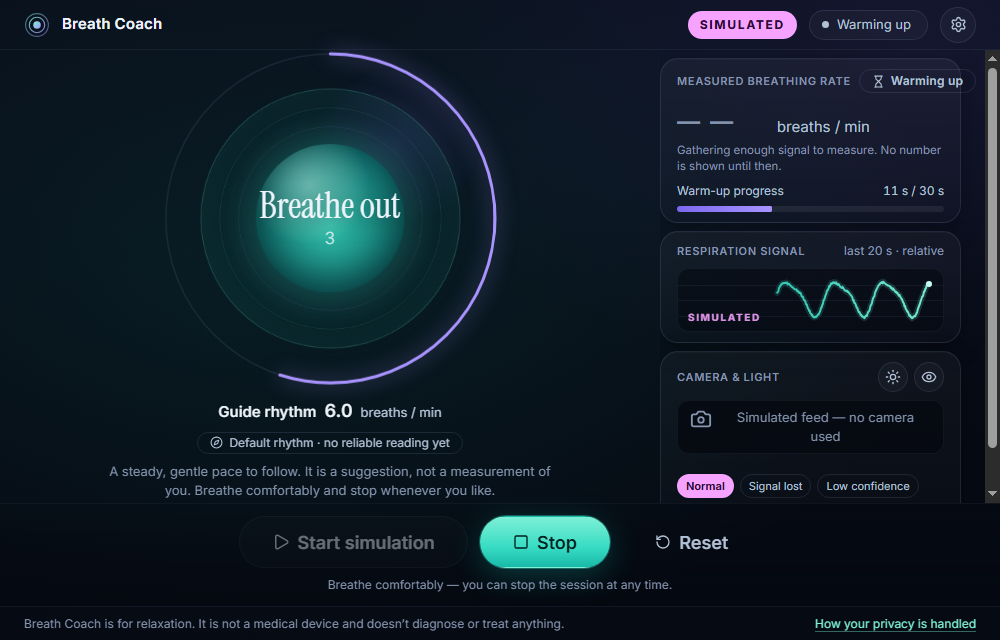 Breath Coach
SIMULATED
Warming up
Breathe out
3
Guide rhythm 6.0 breaths / min
Default rhythm · no reliable reading yet
A steady, gentle pace to follow. It is a suggestion, not a measurement of
you. Breathe comfortably and stop whenever you like.
MEASURED BREATHING RATE
Warming up
— — breaths / min
Gathering enough signal to measure. No number
is shown until then.
Warm-up progress 11 s / 30 s
RESPIRATION SIGNAL last 20 s · relative
SIMULATED
CAMERA & LIGHT
Simulated feed — no camera
used
Normal
Signal lost
Low confidence
Start simulation
Stop
Reset
Breathe comfortably — you can stop the session at any time.
Breath Coach is for relaxation. It is not a medical device and doesn’t diagnose or treat anything.
How your privacy is handled